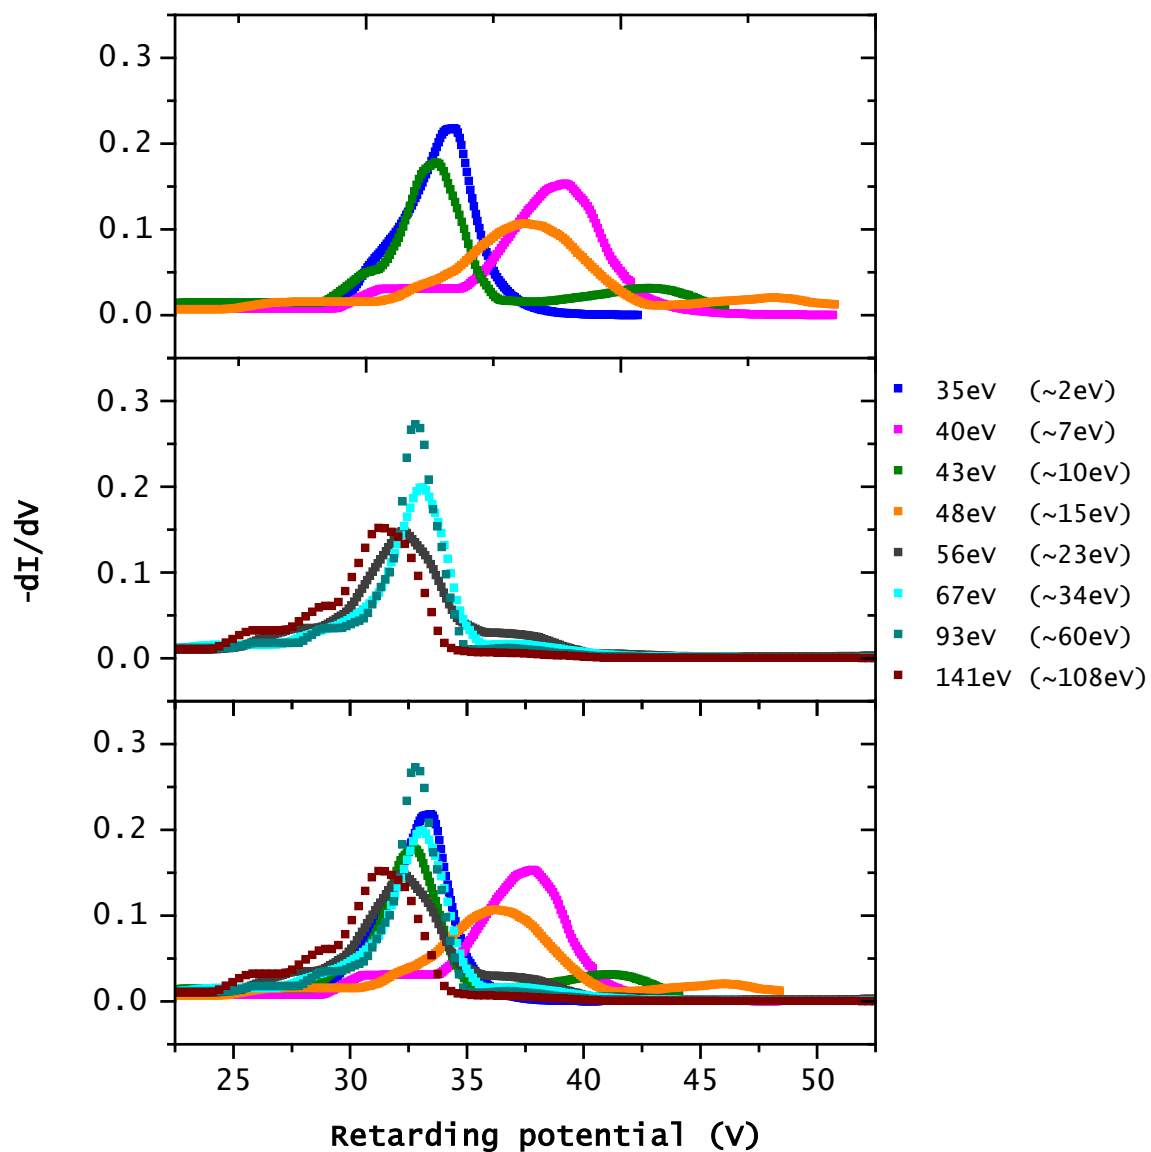 0.3
0.2
0.1
0.0
0.3
0.2
0.1
0.0
0.3
0.2
0.1
0.0
-dI/dV
35eV (~2eV)
40eV (~7eV)
43eV (~10eV)
48eV (~15eV)
56eV (~23eV)
67eV (~34eV)
93eV (~60eV)
141eV (~108eV)
25 30 35 40 45 50
Retarding potential (V)